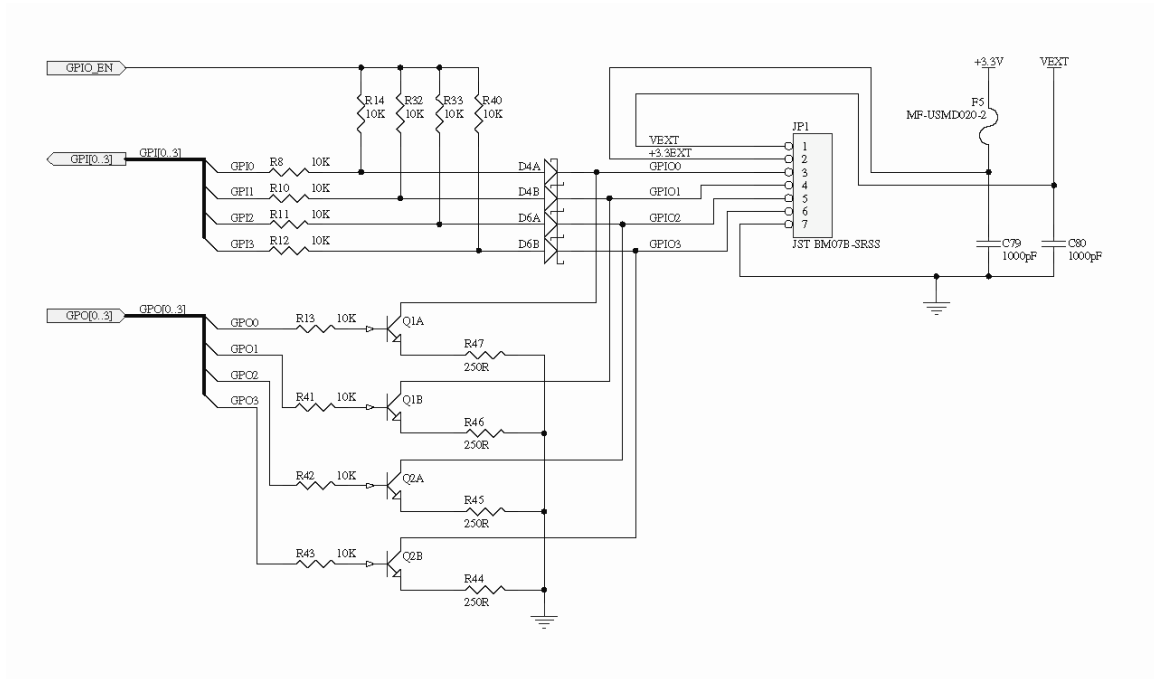 GPIO_EN
+3.3V
VEXT
R14
10K
R32
10K
R33
10K
R40
10K
F5
MF-USMD020-2
JP1
GPI[0..3]
GPI[0..3]
VEXT
+3.3EXT
1
2
3
4
5
6
7
GPI0
R8
10K
D4A
GPIO0
GPI1
R10
10K
D4B
GPIO1
GPI2
R11
10K
D6A
GPIO2
GPI3
R12
10K
D6B
GPIO3
JST BM07B-SRSS
C79
1000pF
C80
1000pF
GPO[0..3]
GPO[0..3]
GPO0
R13
10K
Q1A
GPO1
R47
250R
GPO2
GPO3
R41
10K
Q1B
R46
250R
R42
10K
Q2A
R45
250R
R43
10K
Q2B
R44
250R